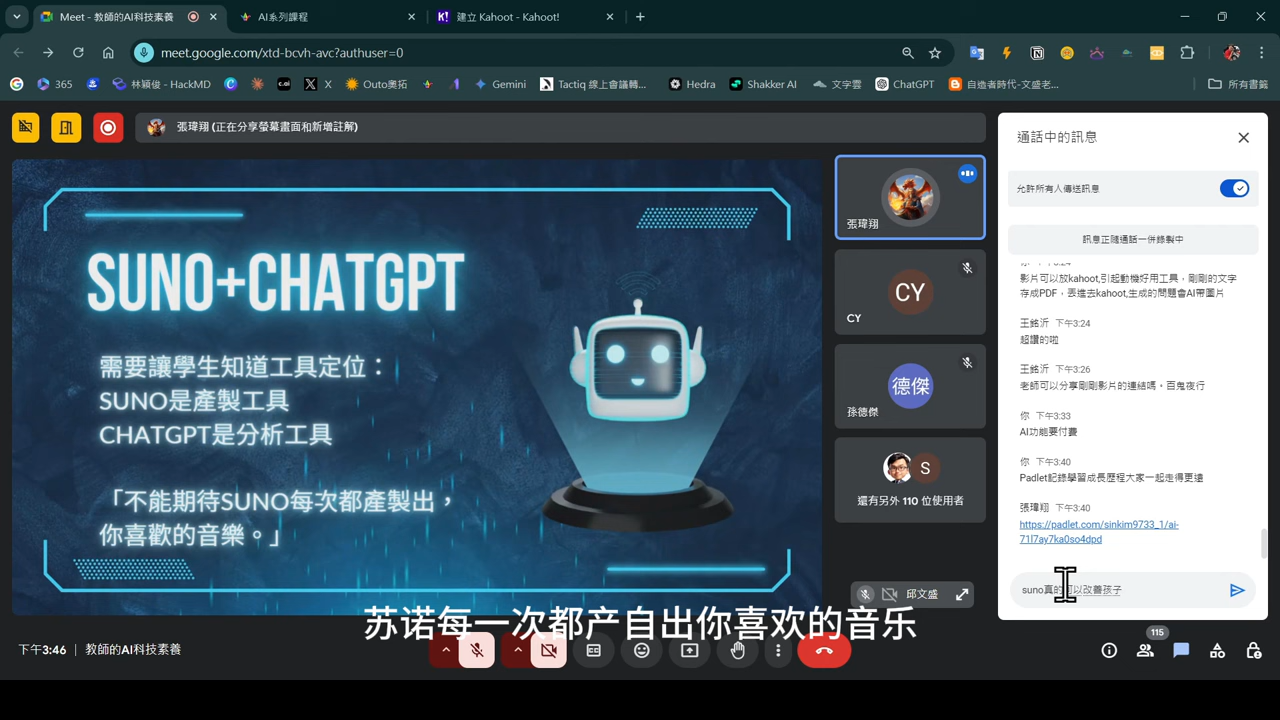 Meet - 教師的AI科技素養
AI系列課程
建立 Kahoot! - Kahoot!
meet.google.com/xtd-bcvh-avc?authuser=0
365
林穎俊 - HackMD
c.ai
X
Outo奧拓
Gemini
Tactiq 線上會議轉...
Hedra
Shakker AI
文字雲
ChatGPT
自造者時代-文盛老...
所有書籤
張瑋翔 (正在分享螢幕畫面和新增註解)
SUNO+CHATGPT
需要讓學生知道工具定位：
SUNO是產製工具
CHATGPT是分析工具
「不能期待SUNO每次都產製出，
你喜歡的音樂。」
張瑋翔
CY
CY
德傑
孫德傑
S
還有另外 110 位使用者
邱文盛
通話中的訊息
允許所有人傳送訊息
訊息正隨通話一併錄製中
影片可以放kahoot,引起動機好用工具，剛剛的文字
存成PDF，丟進去kahoot,生成的問題會AI帶圖片
王銘沂 下午3:24
超讚的啦
王銘沂 下午3:26
老師可以分享剛剛影片的連結嗎，百鬼夜行
你 下午3:33
AI功能要付費
你 下午3:40
Padlet記錄學習成長歷程大家一起走得更遠
張瑋翔 下午3:40
https://padlet.com/sinkim9733_1/ai-
71l7ay7ka0so4dpd
suno真的可以改善孩子
苏诺每一次都产自出你喜欢的音乐
下午3:46
教師的AI科技素養
115